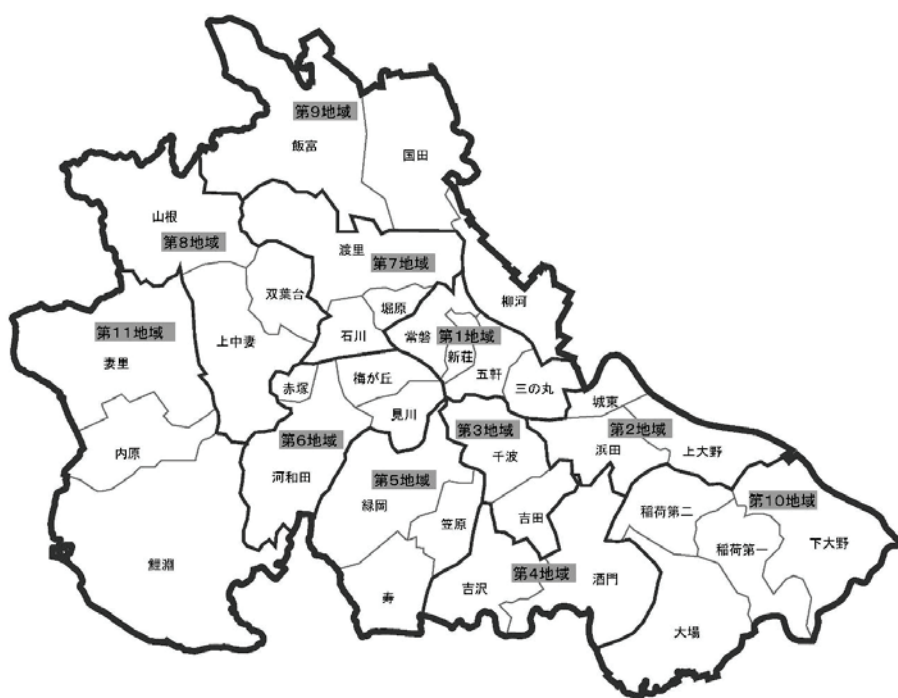 第9地域
飯富
国田
山根
第8地域
渡里
第7地域
双葉台
柳河
堀原
第11地域
上中妻
石川
常磐
第1地域
新荘
妻里
五軒
赤塚
梅が丘
三の丸
城東
見川
第3地域
第2地域
第6地域
内原
千波
浜田
上大野
河和田
第5地域
緑岡
第10地域
笠原
吉田
稲荷第二
稲荷第一
下大野
鯉淵
第4地域
酒門
吉沢
寿
大場